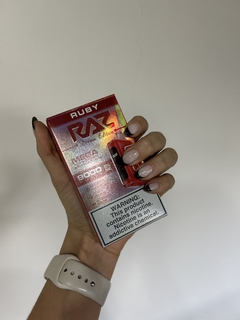 RUBY
RAZ
MEGA
9000
WARNING:
This product
contains nicotine.
Nicotine is an
addictive chemical.